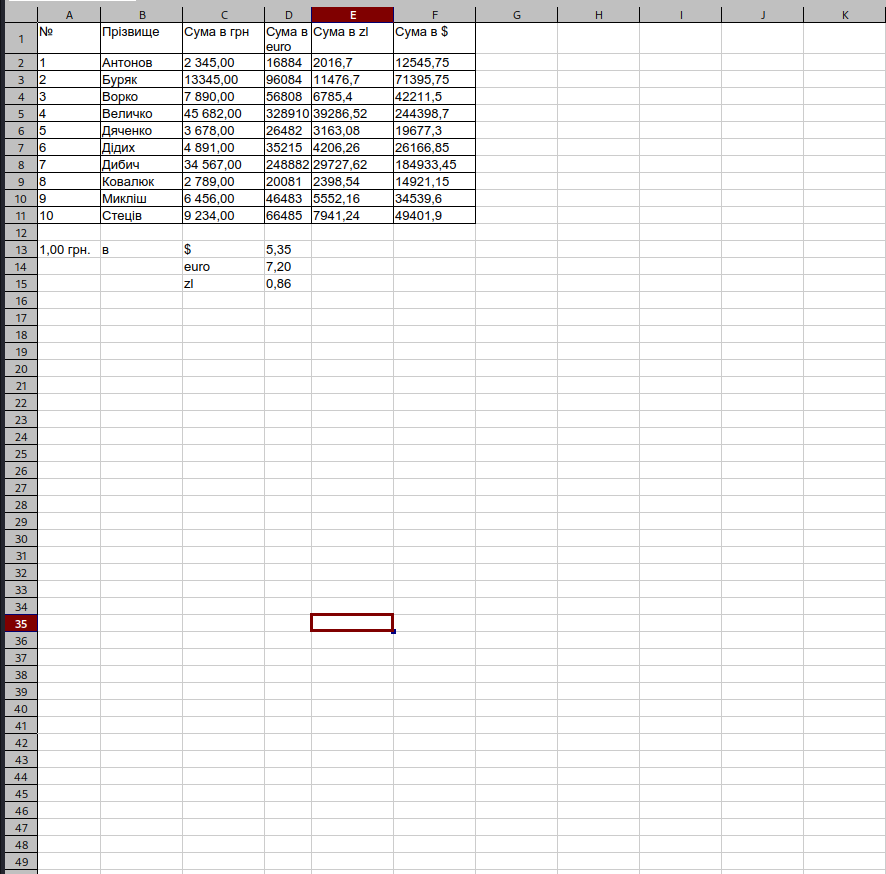 A B C D E F G H I J K
1 № Прізвище Сума в грн Сума в euro Сума в zl Сума в $
2 1 Антонов 2 345,00 16884 2016,7 12545,75
3 2 Буряк 13345,00 96084 11476,7 71395,75
4 3 Ворко 7 890,00 56808 6785,4 42211,5
5 4 Величко 45 682,00 328910 39286,52 244398,7
6 5 Дяченко 3 678,00 26482 3163,08 19677,3
7 6 Дідих 4 891,00 35215 4206,26 26166,85
8 7 Дибич 34 567,00 248882 29727,62 184933,45
9 8 Ковалюк 2 789,00 20081 2398,54 14921,15
10 9 Микліш 6 456,00 46483 5552,16 34539,6
11 10 Стеців 9 234,00 66485 7941,24 49401,9
12
13 1,00 грн. в $ 5,35
14 euro 7,20
15 zl 0,86
16
17
18
19
20
21
22
23
24
25
26
27
28
29
30
31
32
33
34
35
36
37
38
39
40
41
42
43
44
45
46
47
48
49